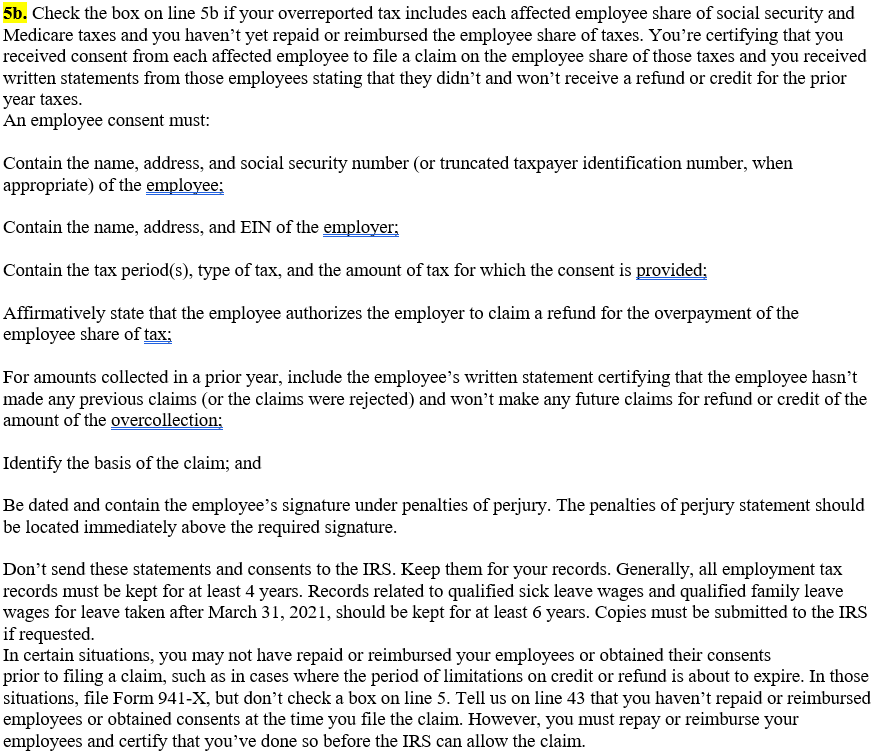 5b. Check the box on line 5b if your overreported tax includes each affected employee share of social security and
Medicare taxes and you haven’t yet repaid or reimbursed the employee share of taxes. You’re certifying that you
received consent from each affected employee to file a claim on the employee share of those taxes and you received
written statements from those employees stating that they didn’t and won’t receive a refund or credit for the prior
year taxes.
An employee consent must:
Contain the name, address, and social security number (or truncated taxpayer identification number, when
appropriate) of the employee;
Contain the name, address, and EIN of the employer;
Contain the tax period(s), type of tax, and the amount of tax for which the consent is provided;
Affirmatively state that the employee authorizes the employer to claim a refund for the overpayment of the
employee share of tax;
For amounts collected in a prior year, include the employee’s written statement certifying that the employee hasn’t
made any previous claims (or the claims were rejected) and won’t make any future claims for refund or credit of the
amount of the overcollection;
Identify the basis of the claim; and
Be dated and contain the employee’s signature under penalties of perjury. The penalties of perjury statement should
be located immediately above the required signature.
Don’t send these statements and consents to the IRS. Keep them for your records. Generally, all employment tax
records must be kept for at least 4 years. Records related to qualified sick leave wages and qualified family leave
wages for leave taken after March 31, 2021, should be kept for at least 6 years. Copies must be submitted to the IRS
if requested.
In certain situations, you may not have repaid or reimbursed your employees or obtained their consents
prior to filing a claim, such as in cases where the period of limitations on credit or refund is about to expire. In those
situations, file Form 941-X, but don’t check a box on line 5. Tell us on line 43 that you haven’t repaid or reimbursed
employees or obtained consents at the time you file the claim. However, you must repay or reimburse your
employees and certify that you’ve done so before the IRS can allow the claim.